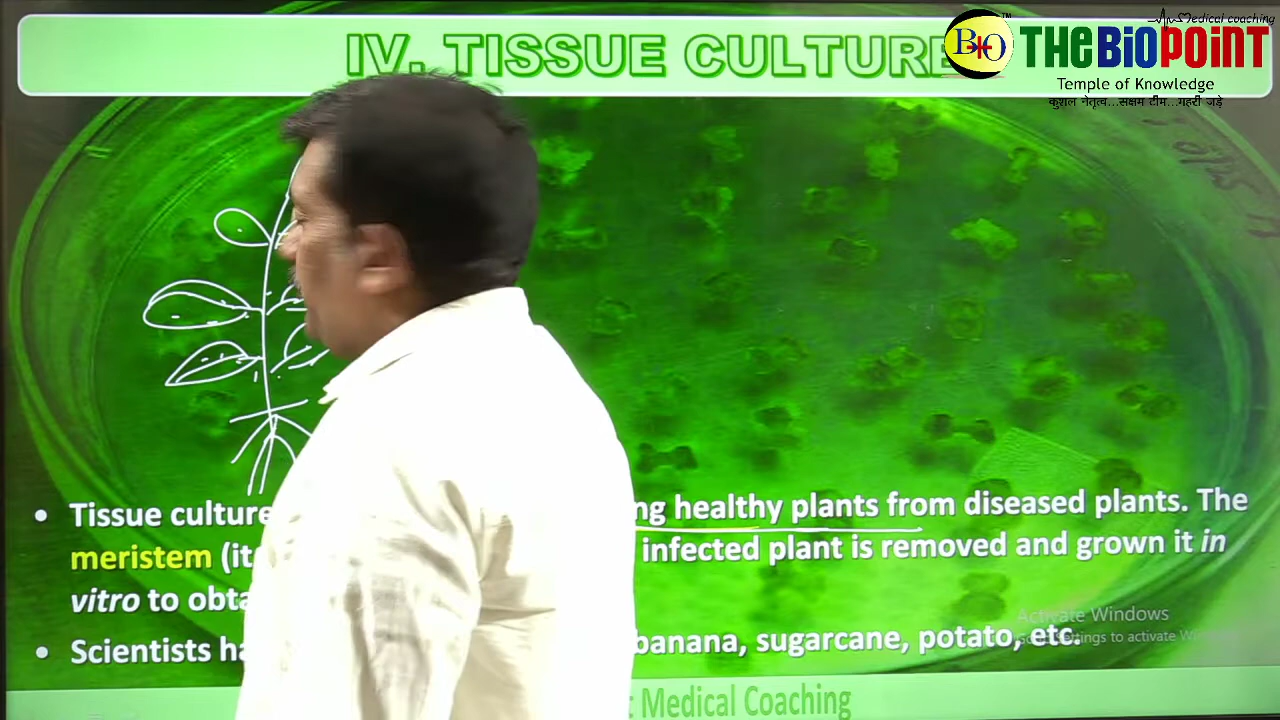 IV. TISSUE CULTURE
Medical coaching
BIO THE BIO POINT
TM
Temple of Knowledge
कुशल नेतृत्व...सक्षम टीम...गहरी जड़ें
Tissue culture ng healthy plants from diseased plants. The
meristem (it infected plant is removed and grown it in
vitro to obta
Activate Windows
Scientists ha banana, sugarcane, potato, etc.
Medical Coaching